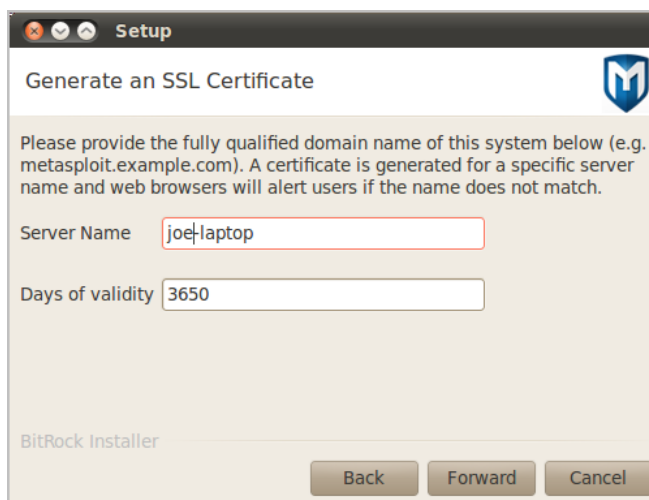 Setup
Generate an SSL Certificate
Please provide the fully qualified domain name of this system below (e.g.
metasploit.example.com). A certificate is generated for a specific server
name and web browsers will alert users if the name does not match.
Server Name joe-laptop
Days of validity 3650
BitRock Installer
Back Forward Cancel